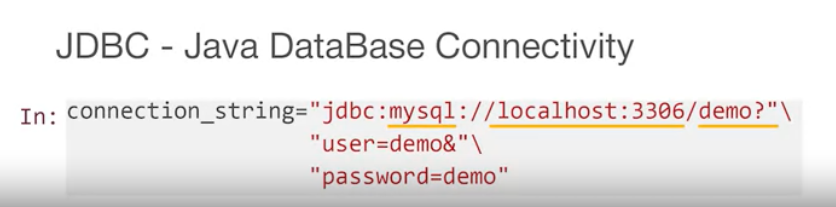 JDBC - Java DataBase Connectivity
In: connection_string="jdbc:mysql://localhost:3306/demo?"\
"user=demo&"\
"password=demo"